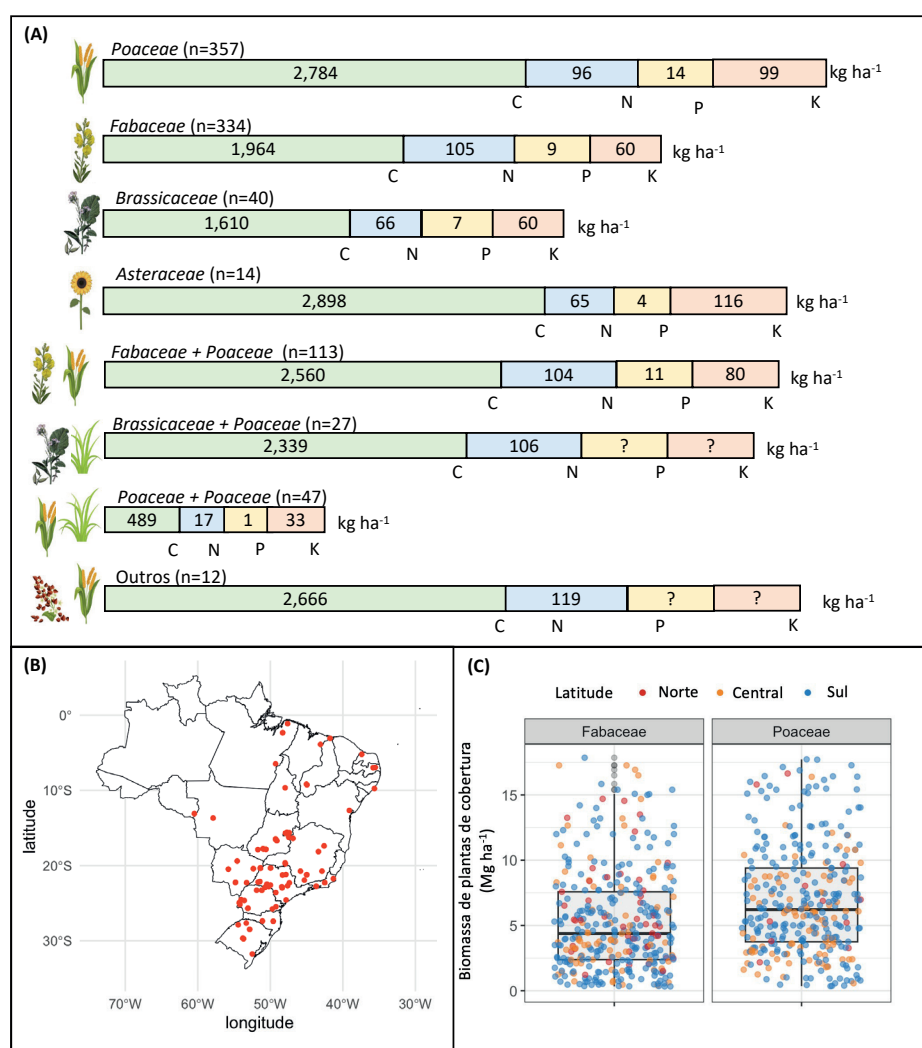 (A)
Poaceae (n=357)
2,784 96 14 99 kg ha-1
C N P K
Fabaceae (n=334)
1,964 105 9 60 kg ha-1
C N P K
Brassicaceae (n=40)
1,610 66 7 60 kg ha-1
C N P K
Asteraceae (n=14)
2,898 65 4 116 kg ha-1
C N P K
Fabaceae + Poaceae (n=113)
2,560 104 11 80 kg ha-1
C N P K
Brassicaceae + Poaceae (n=27)
2,339 106 ? ? kg ha-1
C N P K
Poaceae + Poaceae (n=47)
489 17 1 33 kg ha-1
C N P K
Outros (n=12)
2,666 119 ? ? kg ha-1
C N P K
(B)
0°
10°S
20°S
30°S
latitude
70°W 60°W 50°W 40°W 30°W
longitude
(C)
Latitude Norte Central Sul
Fabaceae Poaceae
15
10
5
0
Biomassa de plantas de cobertura
(Mg ha-1)